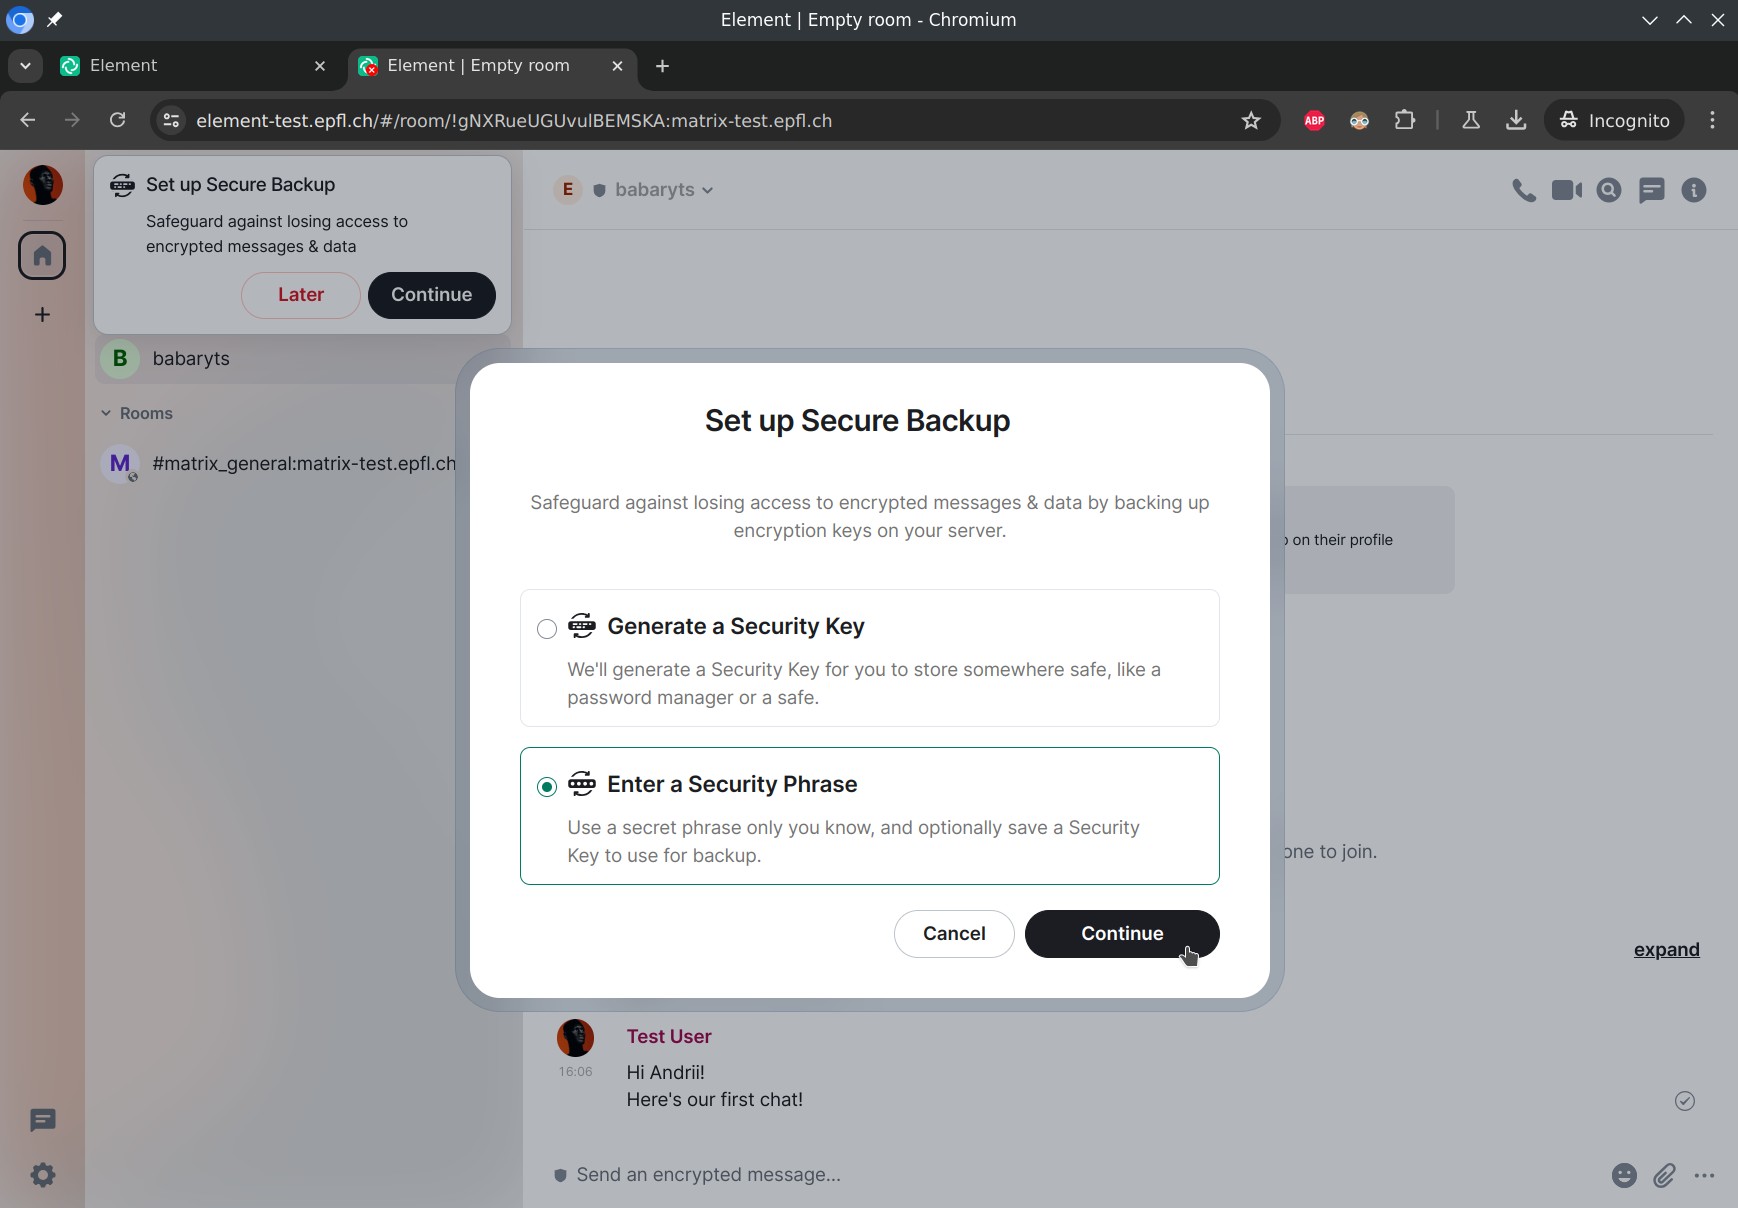 Element | Empty room - Chromium
Element
Element | Empty room
element-test.epfl.ch/#/room/!gNXRueUGUvulBEMSKA:matrix-test.epfl.ch
ABP
Incognito
Set up Secure Backup
Safeguard against losing access to
encrypted messages & data
Later
Continue
E
babaryts
B
babaryts
Rooms
M
#matrix_general:matrix-test.epfl.ch
Set up Secure Backup
Safeguard against losing access to encrypted messages & data by backing up
encryption keys on your server.
Generate a Security Key
We'll generate a Security Key for you to store somewhere safe, like a
password manager or a safe.
Enter a Security Phrase
Use a secret phrase only you know, and optionally save a Security
Key to use for backup.
Cancel
Continue
on their profile
to join.
expand
Test User
16:06
Hi Andrii!
Here's our first chat!
Send an encrypted message...